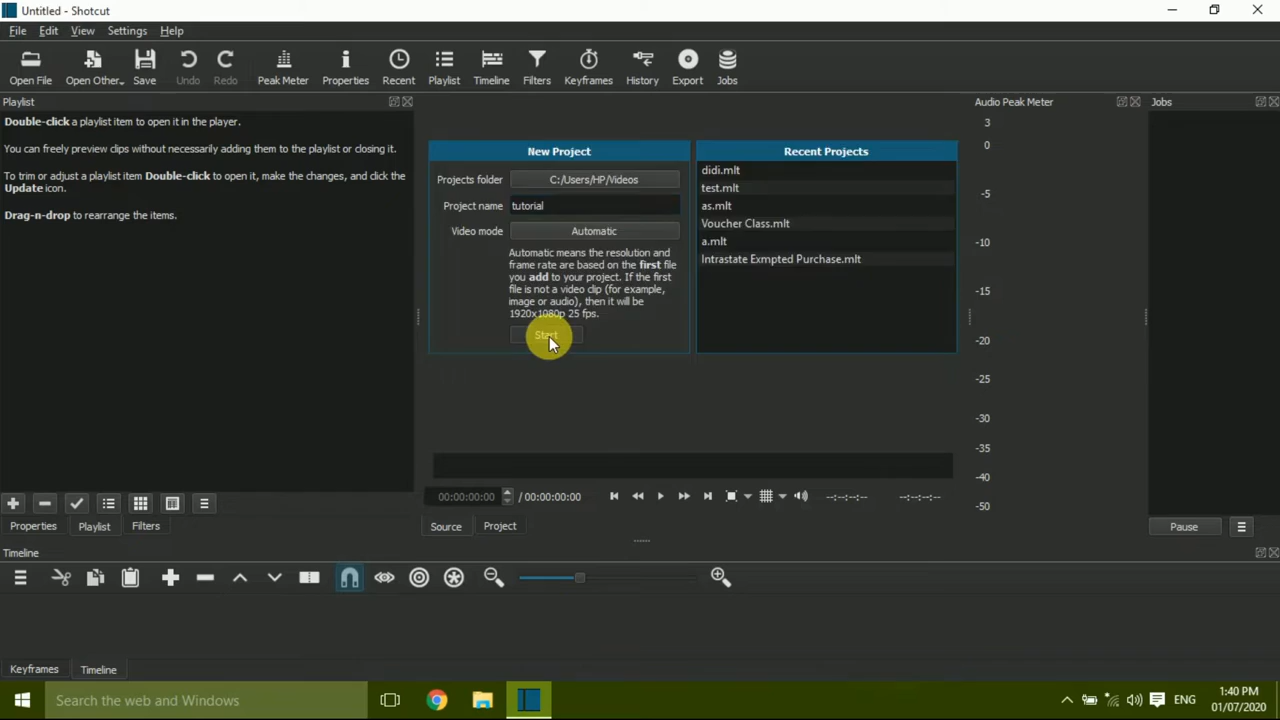 Untitled - Shotcut
File Edit View Settings Help
Open File Open Other Save Undo Redo Peak Meter Properties Recent Playlist Timeline Filters Keyframes History Export Jobs
Playlist
Double-click a playlist item to open it in the player.
You can freely preview clips without necessarily adding them to the playlist or closing it.
To trim or adjust a playlist item Double-click to open it, make the changes, and click the
Update icon.
Drag-n-drop to rearrange the items.
Properties Playlist Filters
New Project
Projects folder C:/Users/HP/Videos
Project name tutorial
Video mode Automatic
Automatic means the resolution and
frame rate are based on the first file
you add to your project. If the first
file is not a video clip (for example,
image or audio), then it will be
1920x1080p 25 fps.
Start
Recent Projects
didi.mlt
test.mlt
as.mlt
Voucher Class.mlt
a.mlt
Intrastate Exmpted Purchase.mlt
00:00:00:00 / 00:00:00:00 --:--:--:-- --:--:--:--
Source Project
Audio Peak Meter
3
0
-5
-10
-15
-20
-25
-30
-35
-40
-50
Jobs
Pause
Timeline
Keyframes Timeline
Search the web and Windows
ENG
1:40 PM
01/07/2020